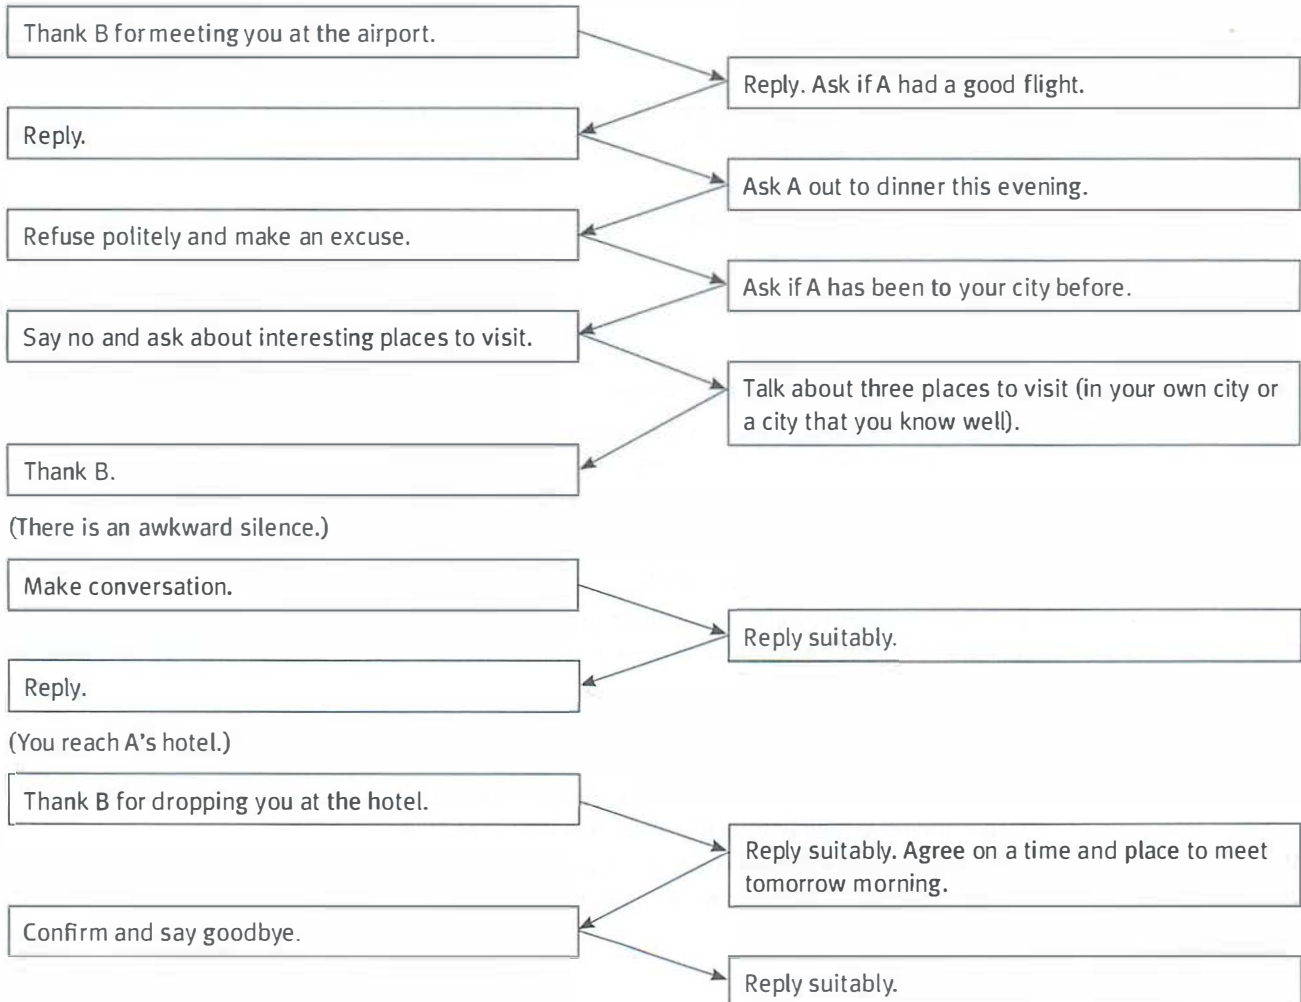 Thank B for meeting you at the airport.
Reply. Ask if A had a good flight.
Reply.
Ask A out to dinner this evening.
Refuse politely and make an excuse.
Ask if A has been to your city before.
Say no and ask about interesting places to visit.
Talk about three places to visit (in your own city or
a city that you know well).
Thank B.
(There is an awkward silence.)
Make conversation.
Reply suitably.
Reply.
(You reach A's hotel.)
Thank B for dropping you at the hotel.
Reply suitably. Agree on a time and place to meet
tomorrow morning.
Confirm and say goodbye.
Reply suitably.